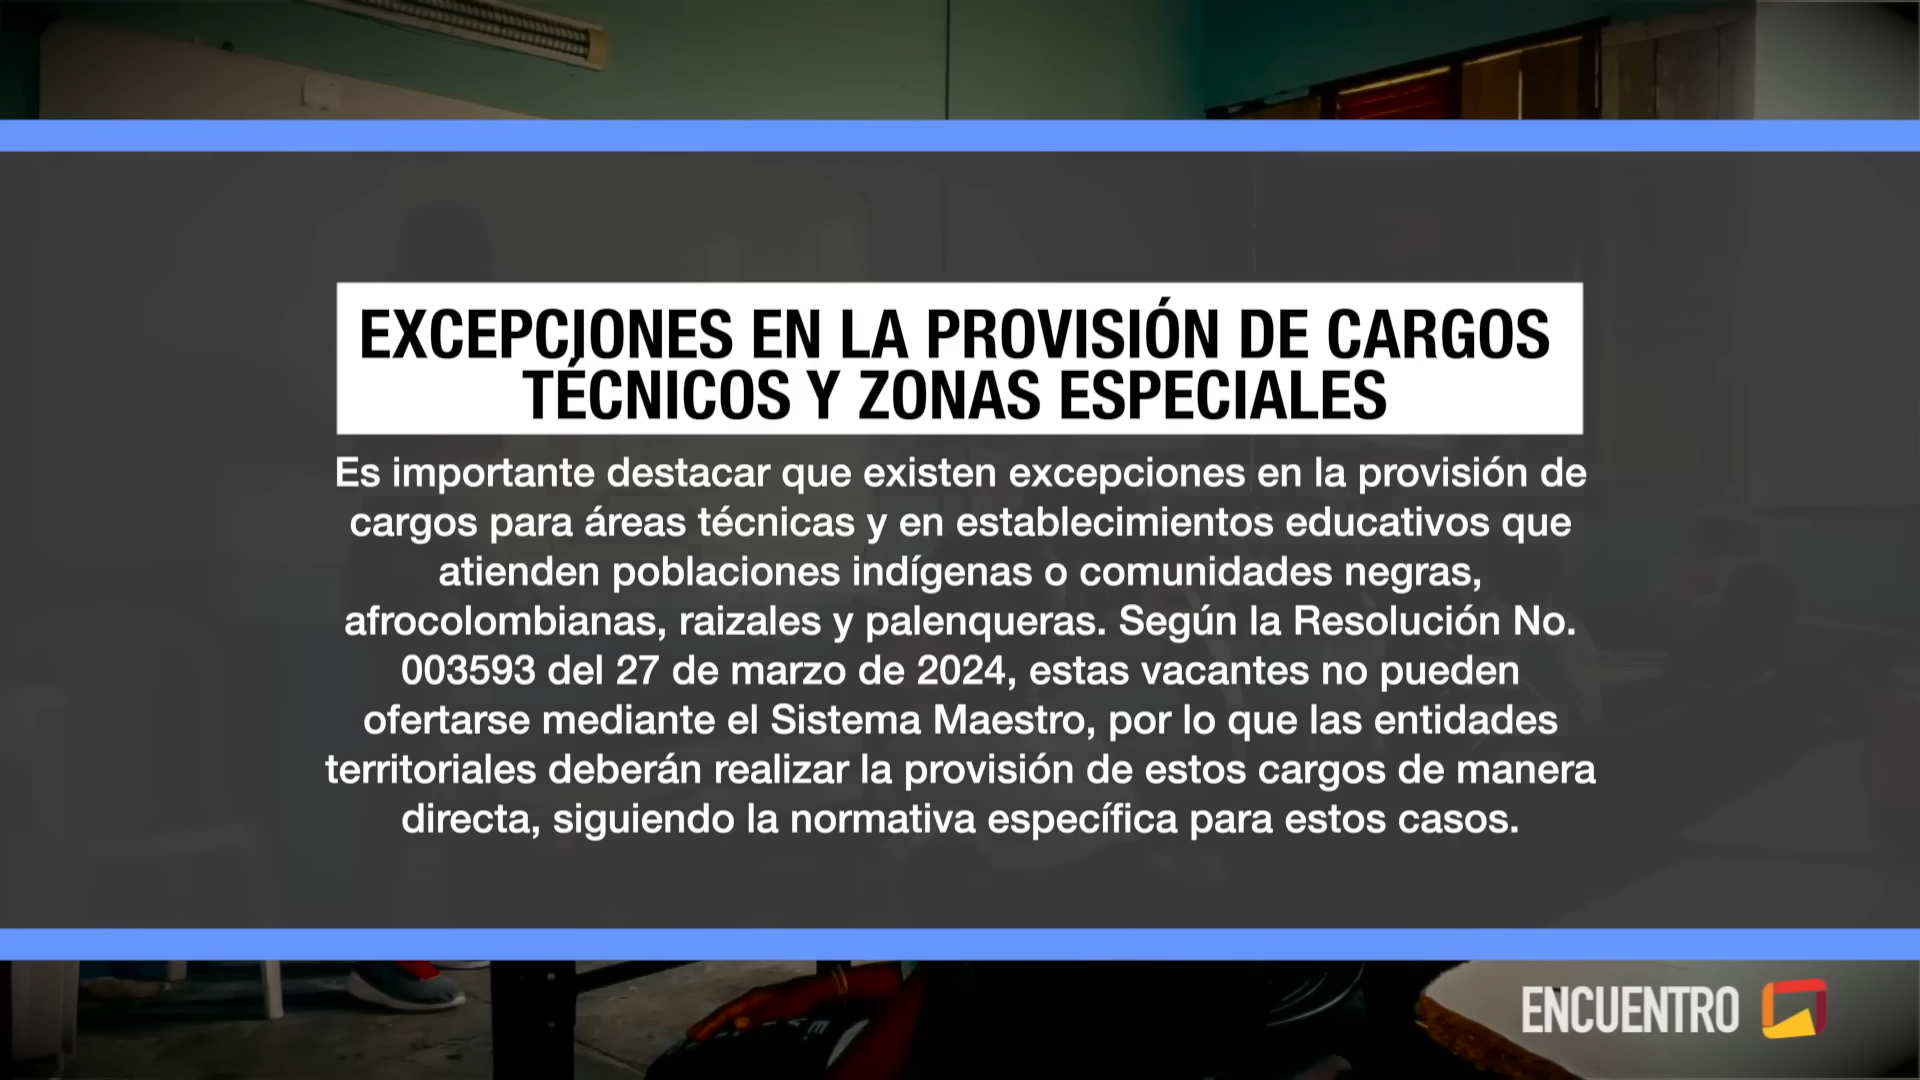 EXCEPCIONES EN LA PROVISIÓN DE CARGOS
TÉCNICOS Y ZONAS ESPECIALES
Es importante destacar que existen excepciones en la provisión de
cargos para áreas técnicas y en establecimientos educativos que
atienden poblaciones indígenas o comunidades negras,
afrocolombianas, raizales y palenqueras. Según la Resolución No.
003593 del 27 de marzo de 2024, estas vacantes no pueden
ofertarse mediante el Sistema Maestro, por lo que las entidades
territoriales deberán realizar la provisión de estos cargos de manera
directa, siguiendo la normativa específica para estos casos.
ENCUENTRO